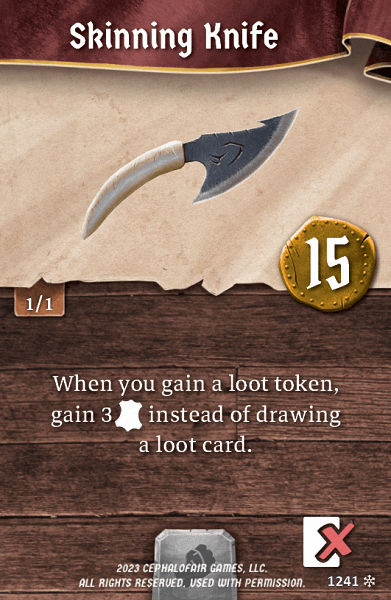 Skinning Knife
15
1/1
When you gain a loot token,
gain 3 instead of drawing
a loot card.
2023 CEPHALOFAIR GAMES, LLC.
ALL RIGHTS RESERVED. USED WITH PERMISSION.
1241